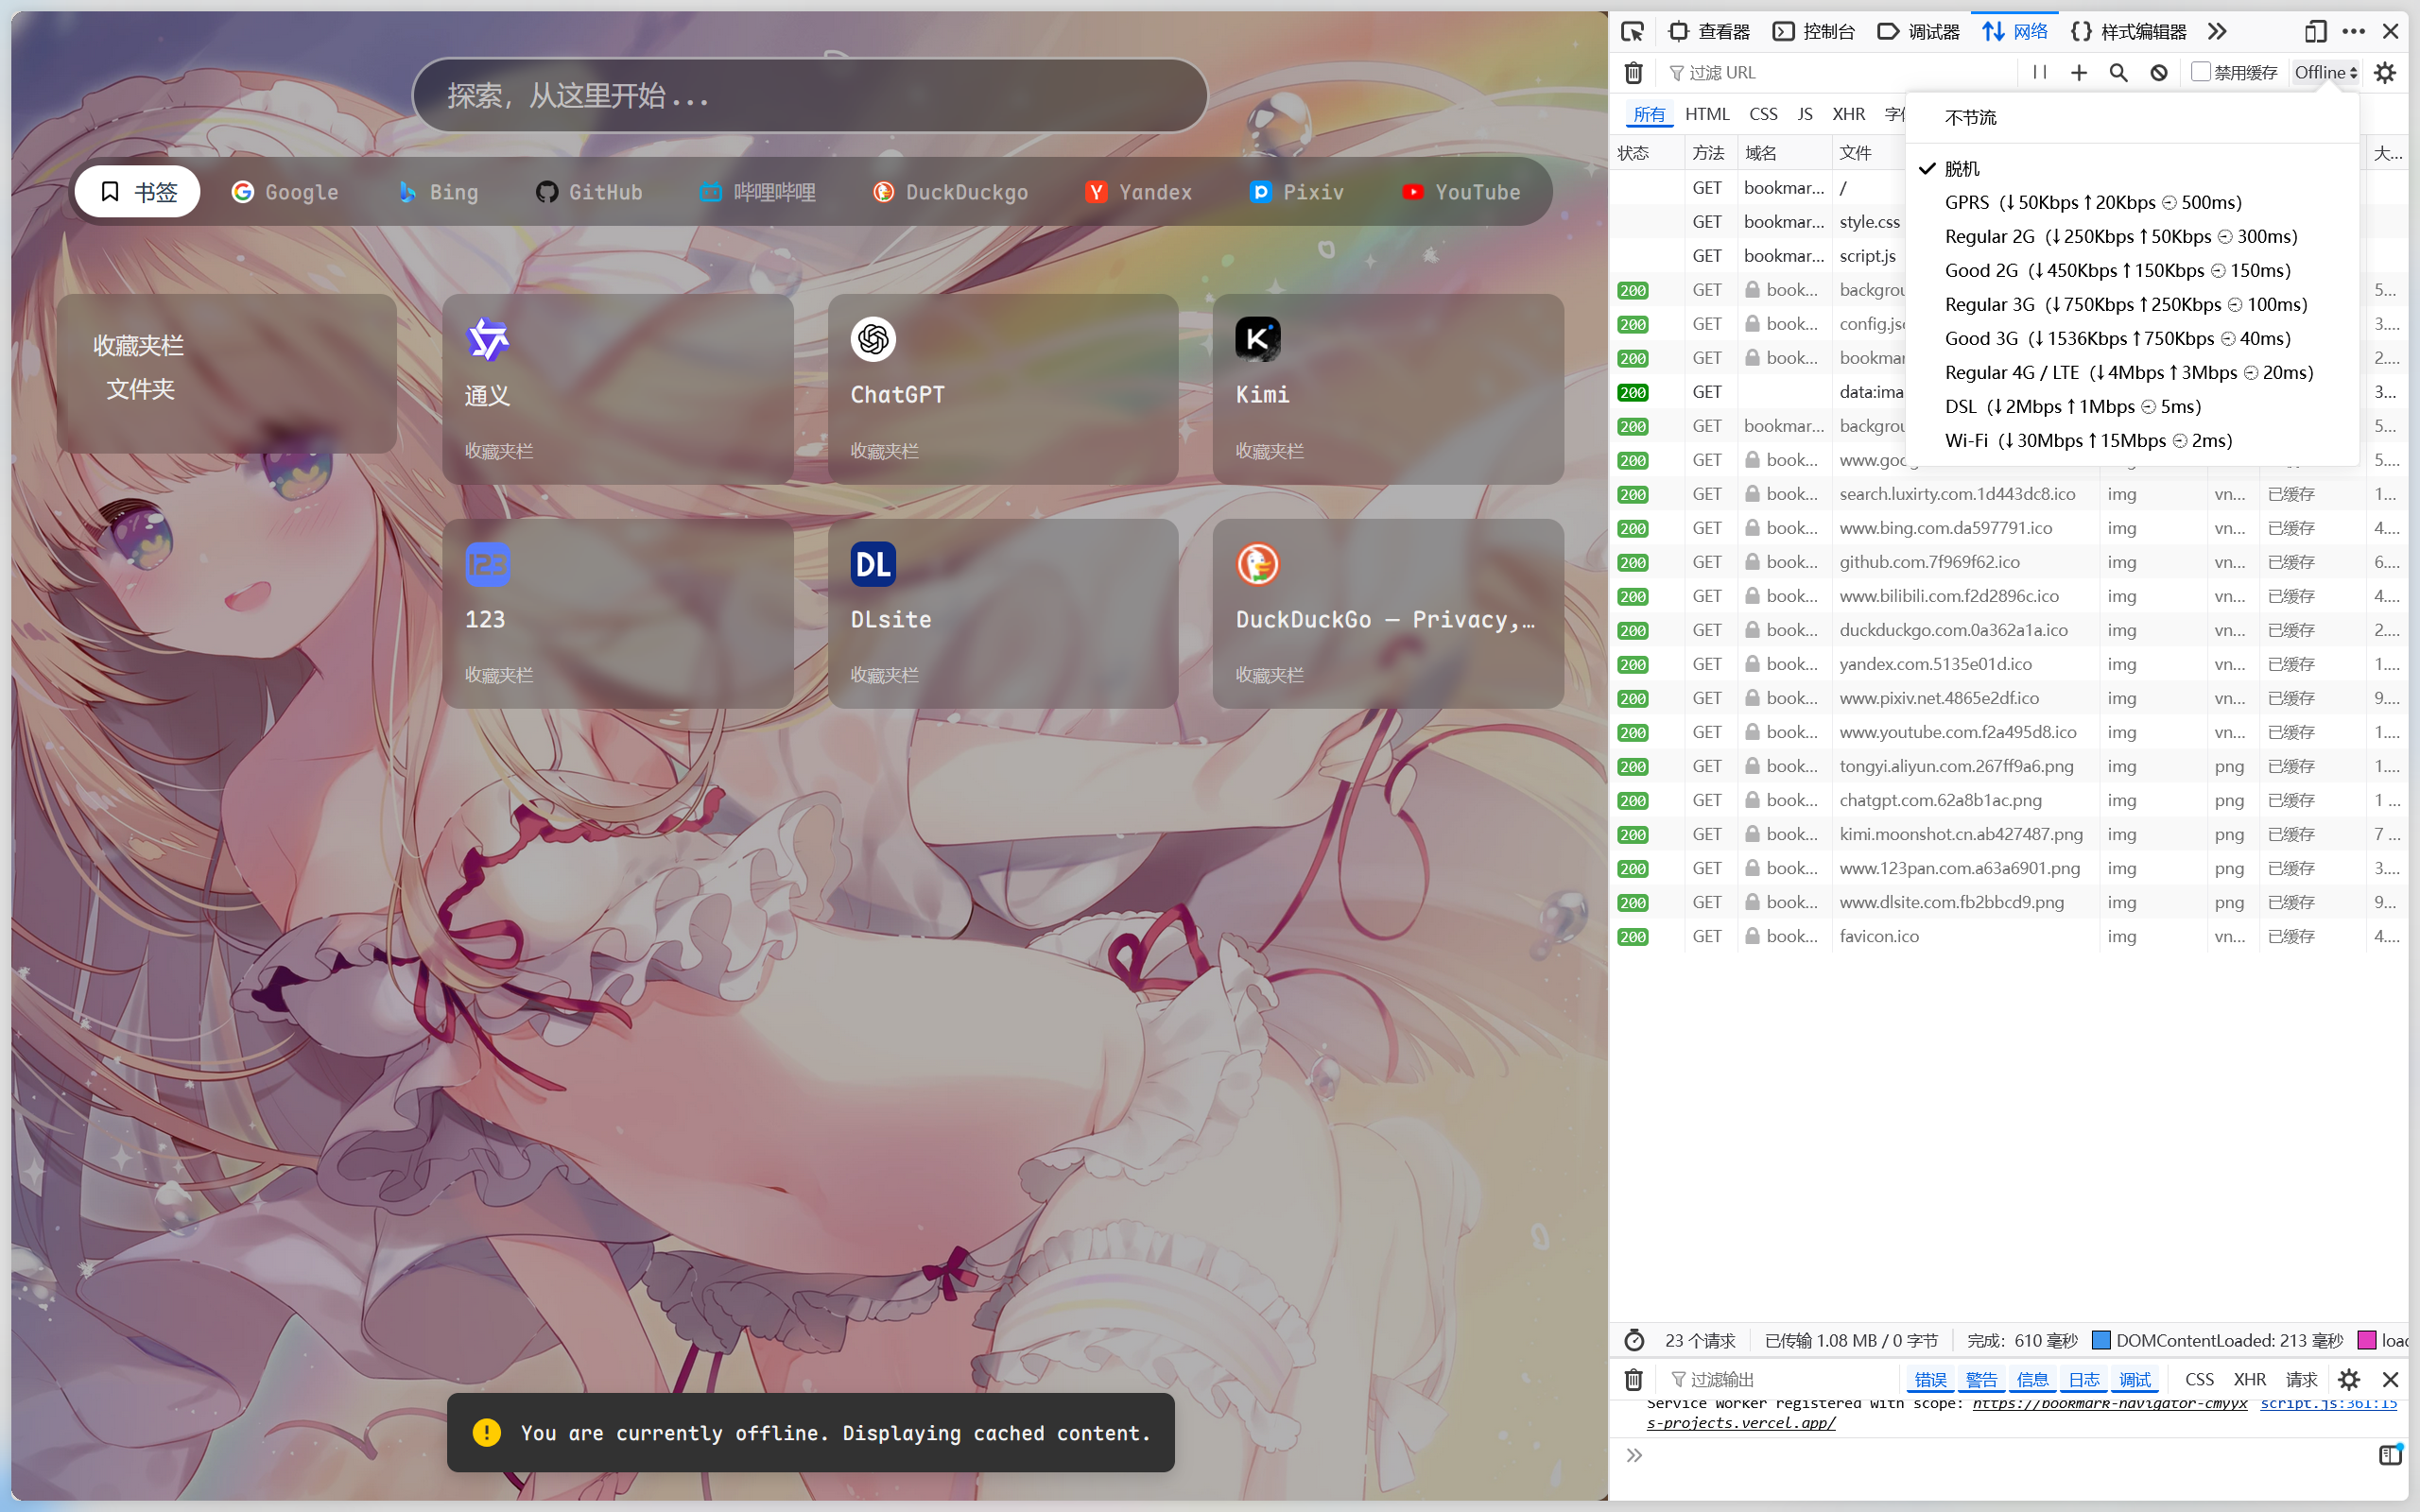 探索，从这里开始...
书签 Google Bing GitHub 哔哩哔哩 DuckDuckgo Yandex Pixiv YouTube
收藏夹栏
文件夹
通义
收藏夹栏
ChatGPT
收藏夹栏
Kimi
收藏夹栏
123
123
收藏夹栏
DL
DLsite
收藏夹栏
DuckDuckGo — Privacy,…
收藏夹栏
You are currently offline. Displaying cached content.
查看器 控制台 调试器 网络 样式编辑器
过滤 URL 禁用缓存 Offline
所有 HTML CSS JS XHR
不节流
脱机
GPRS (↓50Kbps↑20Kbps 500ms)
Regular 2G (↓250Kbps↑50Kbps 300ms)
Good 2G (↓450Kbps↑150Kbps 150ms)
Regular 3G (↓750Kbps↑250Kbps 100ms)
Good 3G (↓1536Kbps↑750Kbps 40ms)
Regular 4G / LTE (↓4Mbps↑3Mbps 20ms)
DSL (↓2Mbps↑1Mbps 5ms)
Wi-Fi (↓30Mbps↑15Mbps 2ms)
状态 方法 域名 文件 大...
GET bookmar... /
GET bookmar... style.css
GET bookmar... script.js
200 GET book... 5...
200 GET book... 3....
200 GET book... 2....
200 GET 3...
200 GET bookmar... 5...
200 GET book... 5....
200 GET book... search.luxirty.com.1d443dc8.ico img vn... 已缓存 1...
200 GET book... www.bing.com.da597791.ico img vn... 已缓存 4....
200 GET book... github.com.7f969f62.ico img vn... 已缓存 6....
200 GET book... www.bilibili.com.f2d2896c.ico img vn... 已缓存 4....
200 GET book... duckduckgo.com.0a362a1a.ico img vn... 已缓存 2....
200 GET book... yandex.com.5135e01d.ico img vn... 已缓存 1....
200 GET book... www.pixiv.net.4865e2df.ico img vn... 已缓存 9....
200 GET book... www.youtube.com.f2a495d8.ico img vn... 已缓存 1....
200 GET book... tongyi.aliyun.com.267ff9a6.png img png 已缓存 1....
200 GET book... chatgpt.com.62a8b1ac.png img png 已缓存 1 ...
200 GET book... kimi.moonshot.cn.ab427487.png img png 已缓存 7 ...
200 GET book... www.123pan.com.a63a6901.png img png 已缓存 3....
200 GET book... www.dlsite.com.fb2bbcd9.png img png 已缓存 9...
200 GET book... favicon.ico img vn... 已缓存 4....
23 个请求 已传输 1.08 MB / 0 字节 完成：610 毫秒 DOMContentLoaded: 213 毫秒
过滤输出 错误 警告 信息 日志 调试 CSS XHR 请求
Service Worker registered with scope: https://bookmark-navigator-cmyyx script.js:361:15
s-projects.vercel.app/